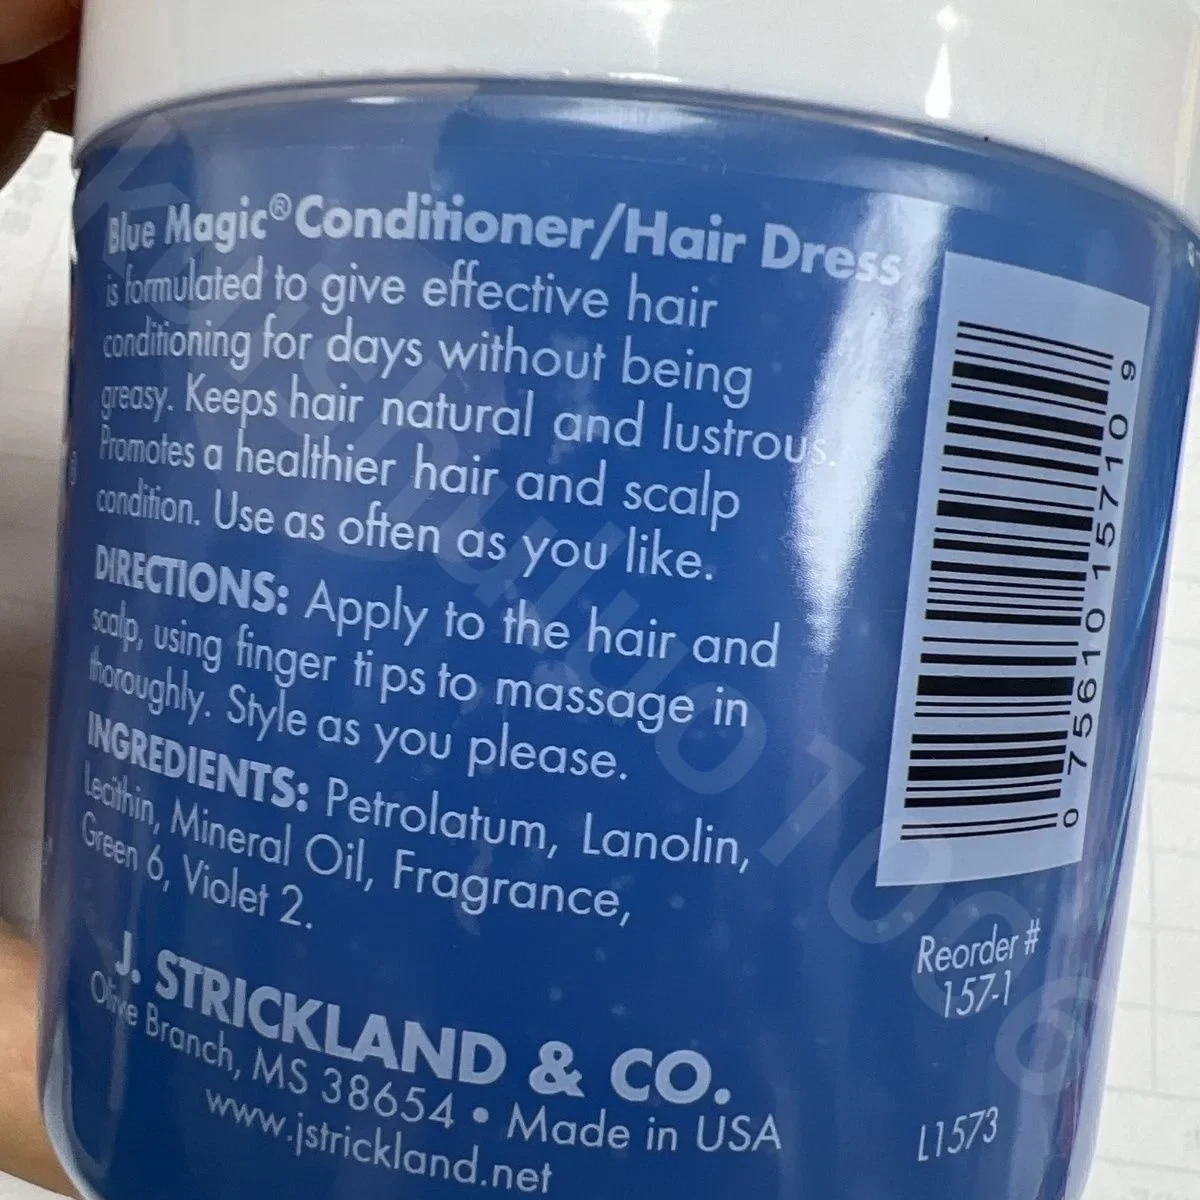 Blue Magic® Conditioner/Hair Dress
is formulated to give effective hair
conditioning for days without being
greasy. Keeps hair natural and lustrous.
Promotes a healthier hair and scalp
condition. Use as often as you like.
DIRECTIONS: Apply to the hair and
scalp, using finger tips to massage in
thoroughly. Style as you please.
INGREDIENTS: Petrolatum, Lanolin,
Lecithin, Mineral Oil, Fragrance,
Green 6, Violet 2.
J. STRICKLAND & CO.
Olive Branch, MS 38654 • Made in USA
www.jstrickland.net
0 75610 15710 9
Reorder #
157-1
L1573